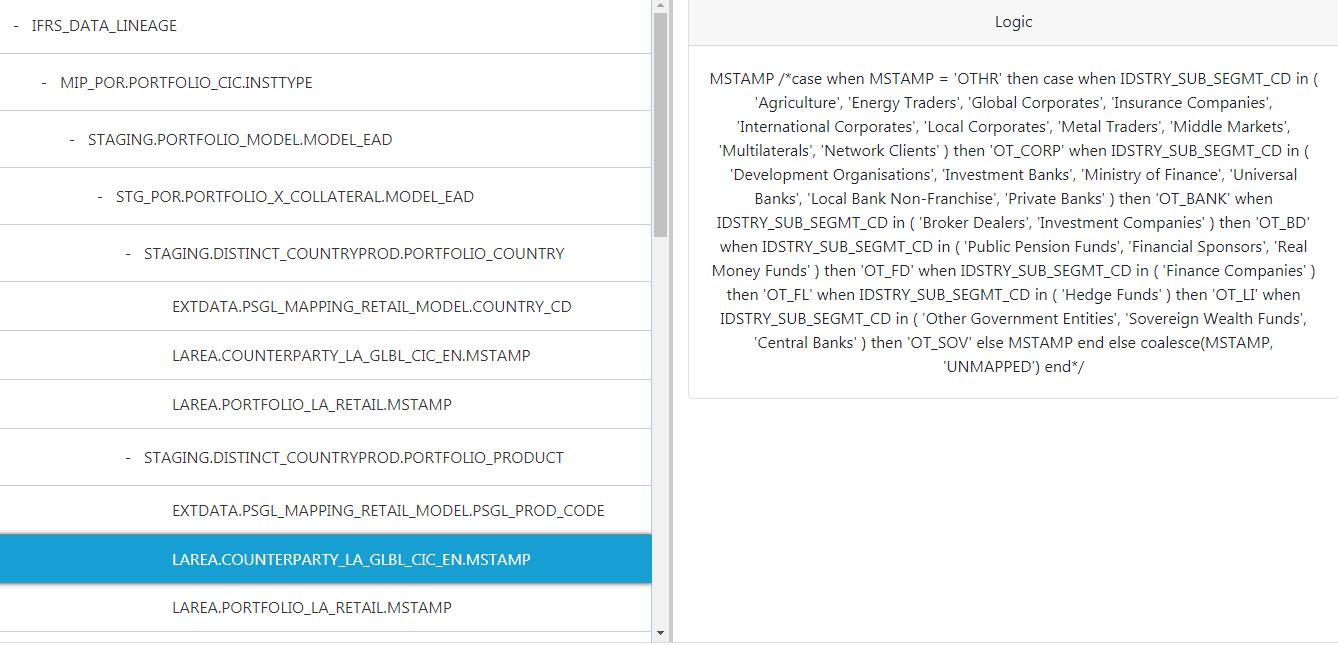 - IFRS_DATA_LINEAGE
- MIP_POR.PORTFOLIO_CIC.INSTTYPE
- STAGING.PORTFOLIO_MODEL.MODEL_EAD
- STG_POR.PORTFOLIO_X_COLLATERAL.MODEL_EAD
- STAGING.DISTINCT_COUNTRYPROD.PORTFOLIO_COUNTRY
EXTDATA.PSGL_MAPPING_RETAIL_MODEL.COUNTRY_CD
LAREA.COUNTERPARTY_LA_GLBL_CIC_EN.MSTAMP
LAREA.PORTFOLIO_LA_RETAIL.MSTAMP
- STAGING.DISTINCT_COUNTRYPROD.PORTFOLIO_PRODUCT
EXTDATA.PSGL_MAPPING_RETAIL_MODEL.PSGL_PROD_CODE
LAREA.COUNTERPARTY_LA_GLBL_CIC_EN.MSTAMP
LAREA.PORTFOLIO_LA_RETAIL.MSTAMP
Logic
MSTAMP /*case when MSTAMP = 'OTHR' then case when IDSTRY_SUB_SEGMT_CD in (
'Agriculture', 'Energy Traders', 'Global Corporates', 'Insurance Companies',
'International Corporates', 'Local Corporates', 'Metal Traders', 'Middle Markets',
'Multilaterals', 'Network Clients' ) then 'OT_CORP' when IDSTRY_SUB_SEGMT_CD in (
'Development Organisations', 'Investment Banks', 'Ministry of Finance', 'Universal
Banks', 'Local Bank Non-Franchise', 'Private Banks' ) then 'OT_BANK' when
IDSTRY_SUB_SEGMT_CD in ( 'Broker Dealers', 'Investment Companies' ) then 'OT_BD'
when IDSTRY_SUB_SEGMT_CD in ( 'Public Pension Funds', 'Financial Sponsors', 'Real
Money Funds' ) then 'OT_FD' when IDSTRY_SUB_SEGMT_CD in ( 'Finance Companies' )
then 'OT_FL' when IDSTRY_SUB_SEGMT_CD in ( 'Hedge Funds' ) then 'OT_LI' when
IDSTRY_SUB_SEGMT_CD in ( 'Other Government Entities', 'Sovereign Wealth Funds',
'Central Banks' ) then 'OT_SOV' else MSTAMP end else coalesce(MSTAMP,
'UNMAPPED') end*/